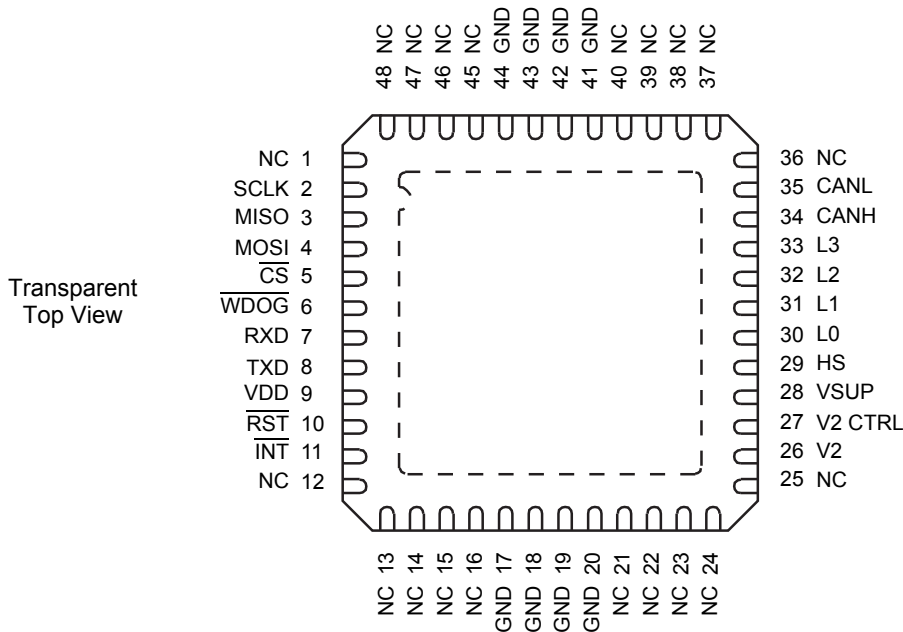 48 NC
47 NC
46 NC
45 NC
44 GND
43 GND
42 GND
41 GND
40 NC
39 NC
38 NC
37 NC
NC 1
SCLK 2
MISO 3
MOSI 4
CS 5
WDOG 6
RXD 7
TXD 8
VDD 9
RST 10
INT 11
NC 12
Transparent
Top View
36 NC
35 CANL
34 CANH
33 L3
32 L2
31 L1
30 L0
29 HS
28 VSUP
27 V2 CTRL
26 V2
25 NC
NC 13
NC 14
NC 15
NC 16
GND 17
GND 18
GND 19
GND 20
NC 21
NC 22
NC 23
NC 24